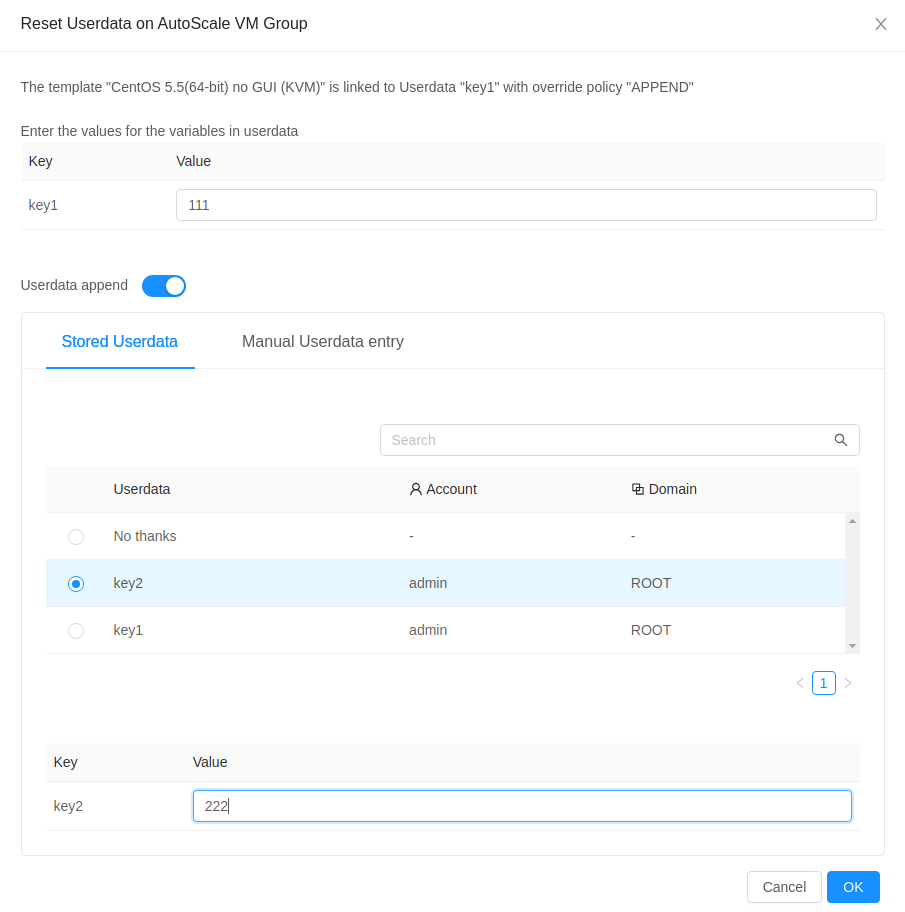 Reset Userdata on AutoScale VM Group
The template "CentOS 5.5(64-bit) no GUI (KVM)" is linked to Userdata "key1" with override policy "APPEND"
Enter the values for the variables in userdata
Key Value
key1 111
Userdata append
Stored Userdata Manual Userdata entry
Search
Userdata Account Domain
No thanks - -
key2 admin ROOT
key1 admin ROOT
1
Key Value
key2 222
Cancel OK